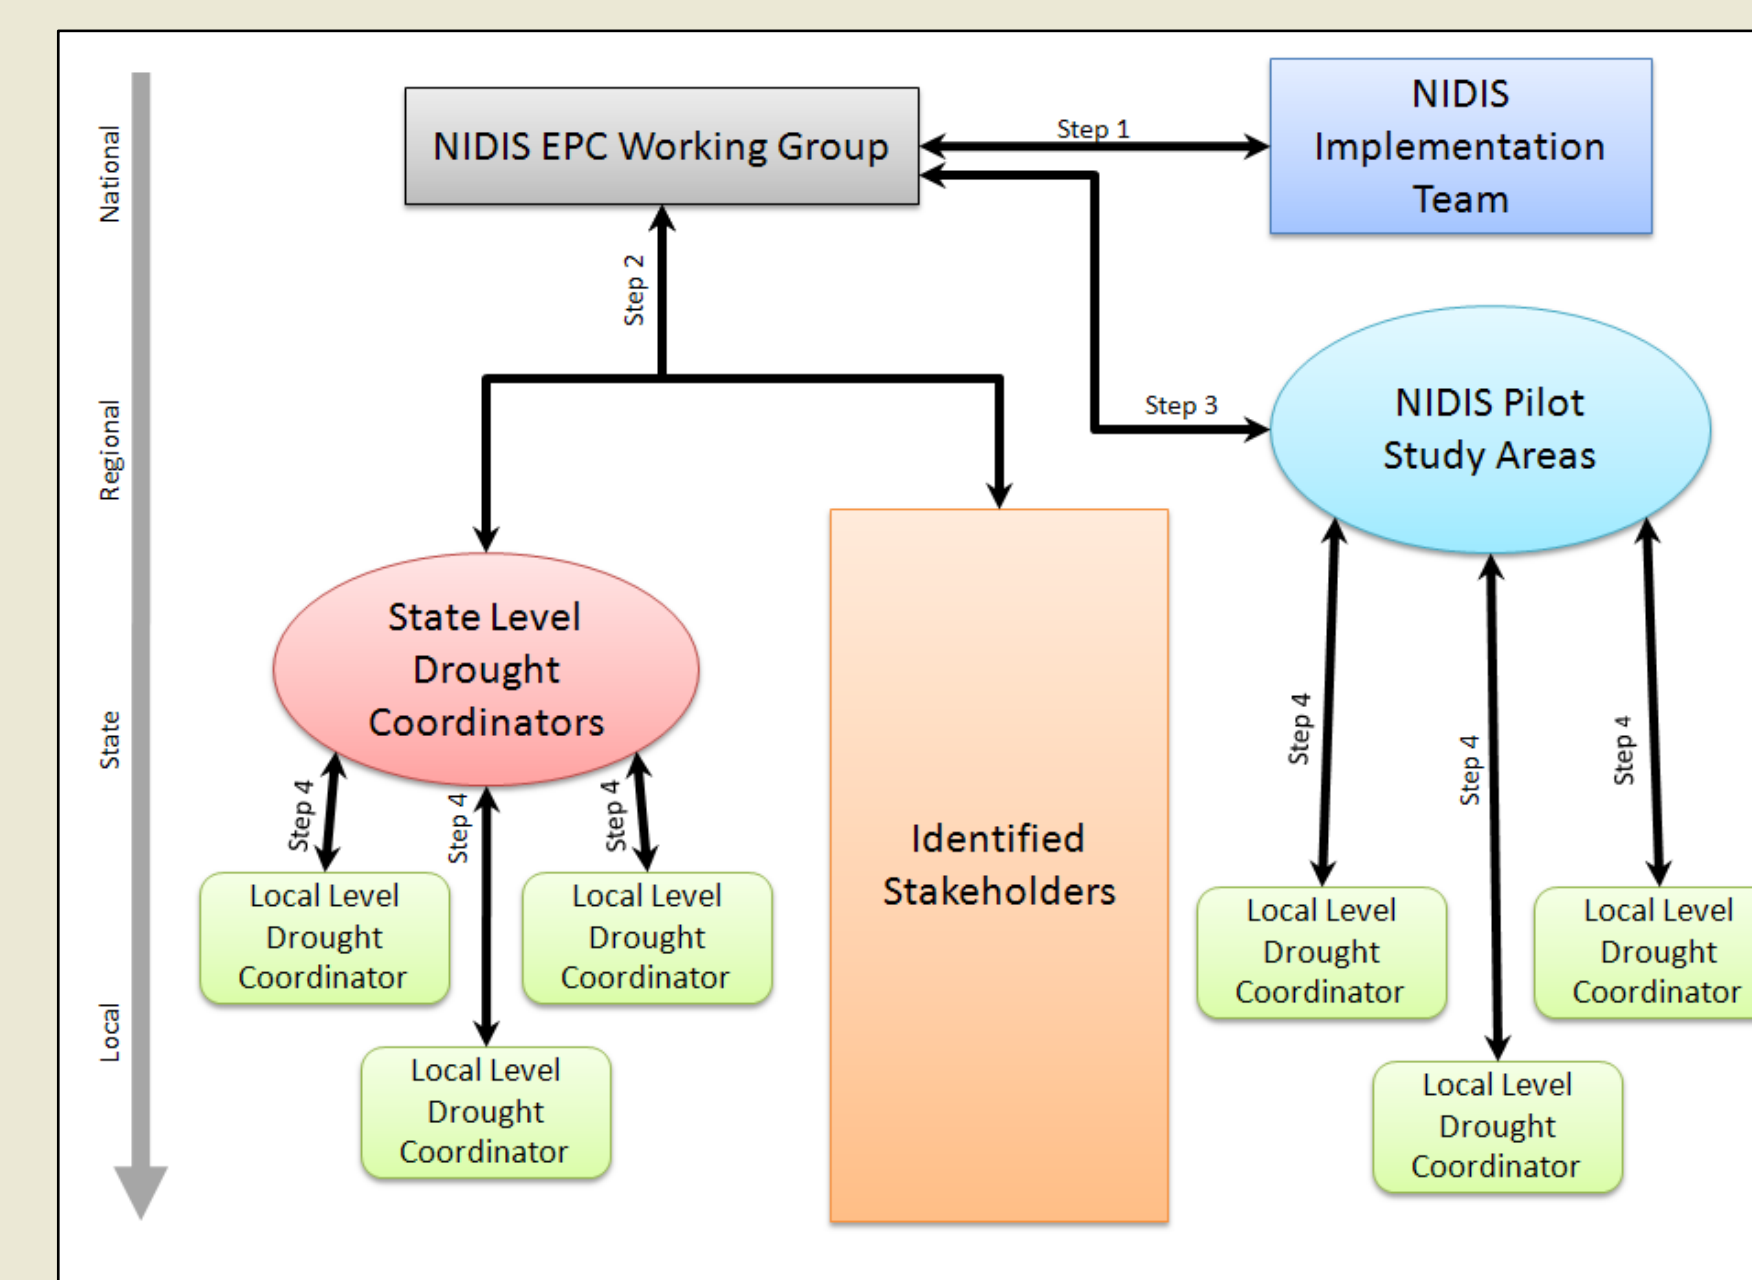 National
Regional
State
Local
NIDIS EPC Working Group
Step 1
NIDIS
Implementation
Team
Step 2
Step 3
NIDIS Pilot
Study Areas
State Level
Drought
Coordinators
Identified
Stakeholders
Step 4
Step 4
Step 4
Step 4
Step 4
Step 4
Local Level
Drought
Coordinator
Local Level
Drought
Coordinator
Local Level
Drought
Coordinator
Local Level
Drought
Coordinator
Local Level
Drought
Coordinator
Local Level
Drought
Coordinator